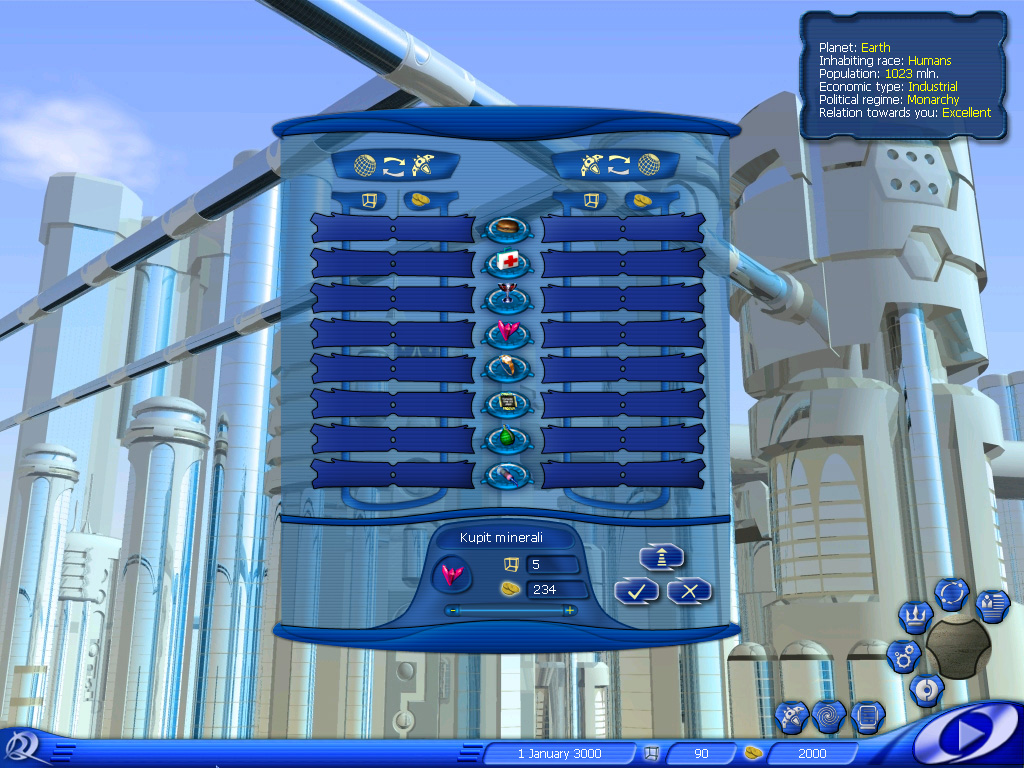 Planet: Earth
Inhabiting race: Humans
Population: 1023 mln.
Economic type: Industrial
Political regime: Monarchy
Relation towards you: Excellent
Kupit minerali
5
234
1 January 3000
90
2000